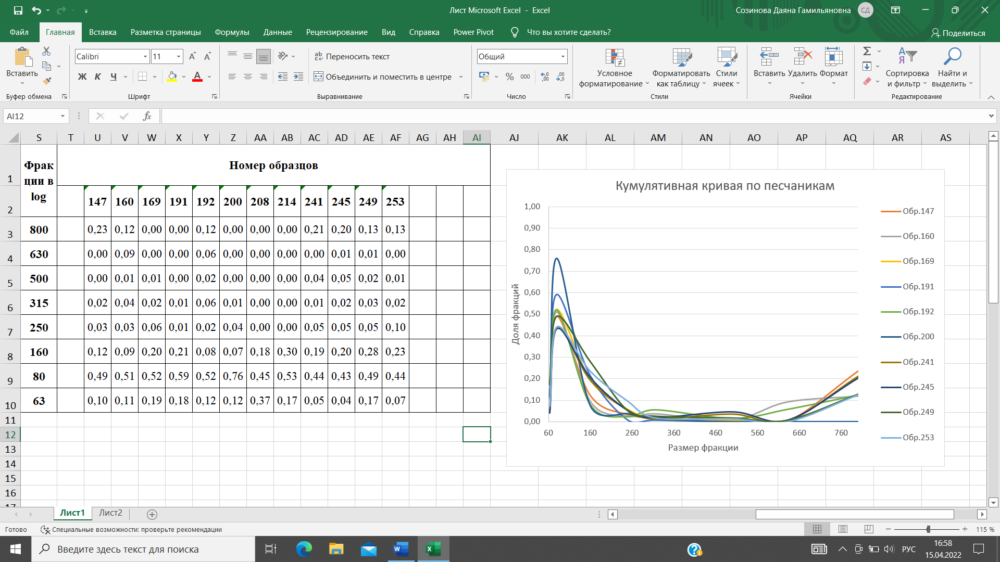 Лист Microsoft Excel - Excel
Созинова Даяна Гамильяновна
СД
Файл Главная Вставка Разметка страницы Формулы Данные Рецензирование Вид Справка Power Pivot Что вы хотите сделать? Поделиться
Calibri 11 Переносить текст Общий
Вставить Ж К Ч Объединить и поместить в центре % 000
Условное форматирование
Форматировать как таблицу
Стили ячеек
Вставить Удалить Формат
Сортировка и фильтр
Найти и выделить
Буфер обмена Шрифт Выравнивание Число Стили Ячейки Редактирование
AI12 fx
S T U V W X Y Z AA AB AC AD AE AF AG AH AI AJ AK AL AM AN AO AP AQ AR AS
1 2 3 4 5 6 7 8 9 10 11 12 13 14 15 16 17
Фрак
ции в
log
Номер образцов
147 160 169 191 192 200 208 214 241 245 249 253
800 0,23 0,12 0,00 0,00 0,12 0,00 0,00 0,00 0,21 0,20 0,13 0,13
630 0,00 0,09 0,00 0,00 0,06 0,00 0,00 0,00 0,00 0,01 0,01 0,00
500 0,00 0,01 0,01 0,00 0,02 0,00 0,00 0,00 0,04 0,05 0,02 0,01
315 0,02 0,04 0,02 0,01 0,06 0,01 0,00 0,00 0,01 0,02 0,03 0,02
250 0,03 0,03 0,06 0,01 0,02 0,04 0,00 0,00 0,05 0,05 0,05 0,10
160 0,12 0,09 0,20 0,21 0,08 0,07 0,18 0,30 0,19 0,20 0,28 0,23
80 0,49 0,51 0,52 0,59 0,52 0,76 0,45 0,53 0,44 0,43 0,49 0,44
63 0,10 0,11 0,19 0,18 0,12 0,12 0,37 0,17 0,05 0,04 0,17 0,07
Кумулятивная кривая по песчаникам
1,00
0,90
0,80
0,70
0,60
0,50
0,40
0,30
0,20
0,10
0,00
Доля фракций
60 160 260 360 460 560 660 760
Размер фракции
Обр.147
Обр.160
Обр.169
Обр.191
Обр.192
Обр.200
Обр.241
Обр.245
Обр.249
Обр.253
Лист1 Лист2
Готово Специальные возможности: проверьте рекомендации 115 %
Введите здесь текст для поиска
РУС
16:58
15.04.2022